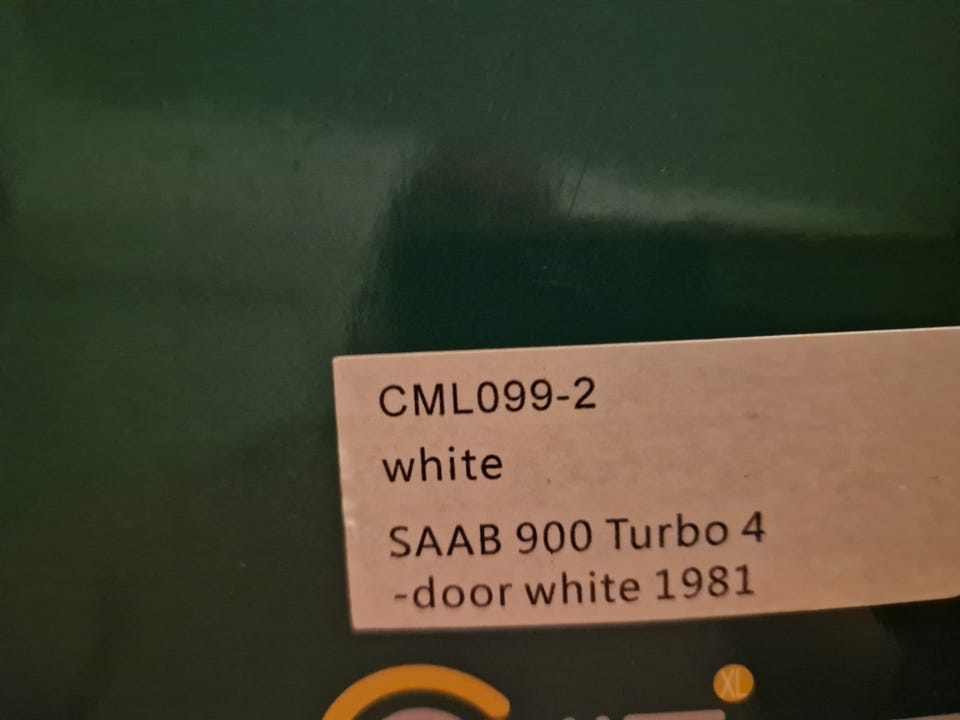 CML099-2
white
SAAB 900 Turbo 4
-door white 1981
XL